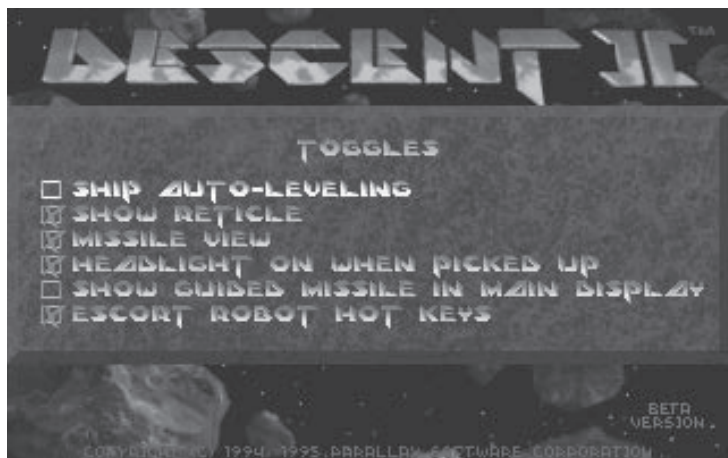 DESCENT II TM
TOGGLES
SHIP AUTO-LEVELING
SHOW RETICLE
MISSILE VIEW
HEADLIGHT ON WHEN PICKED UP
SHOW GUIDED MISSILE IN MAIN DISPLAY
ESCORT ROBOT HOT KEYS
BETA
VERSION
COPYRIGHT (C) 1994, 1995 PARALLAX SOFTWARE CORPORATION